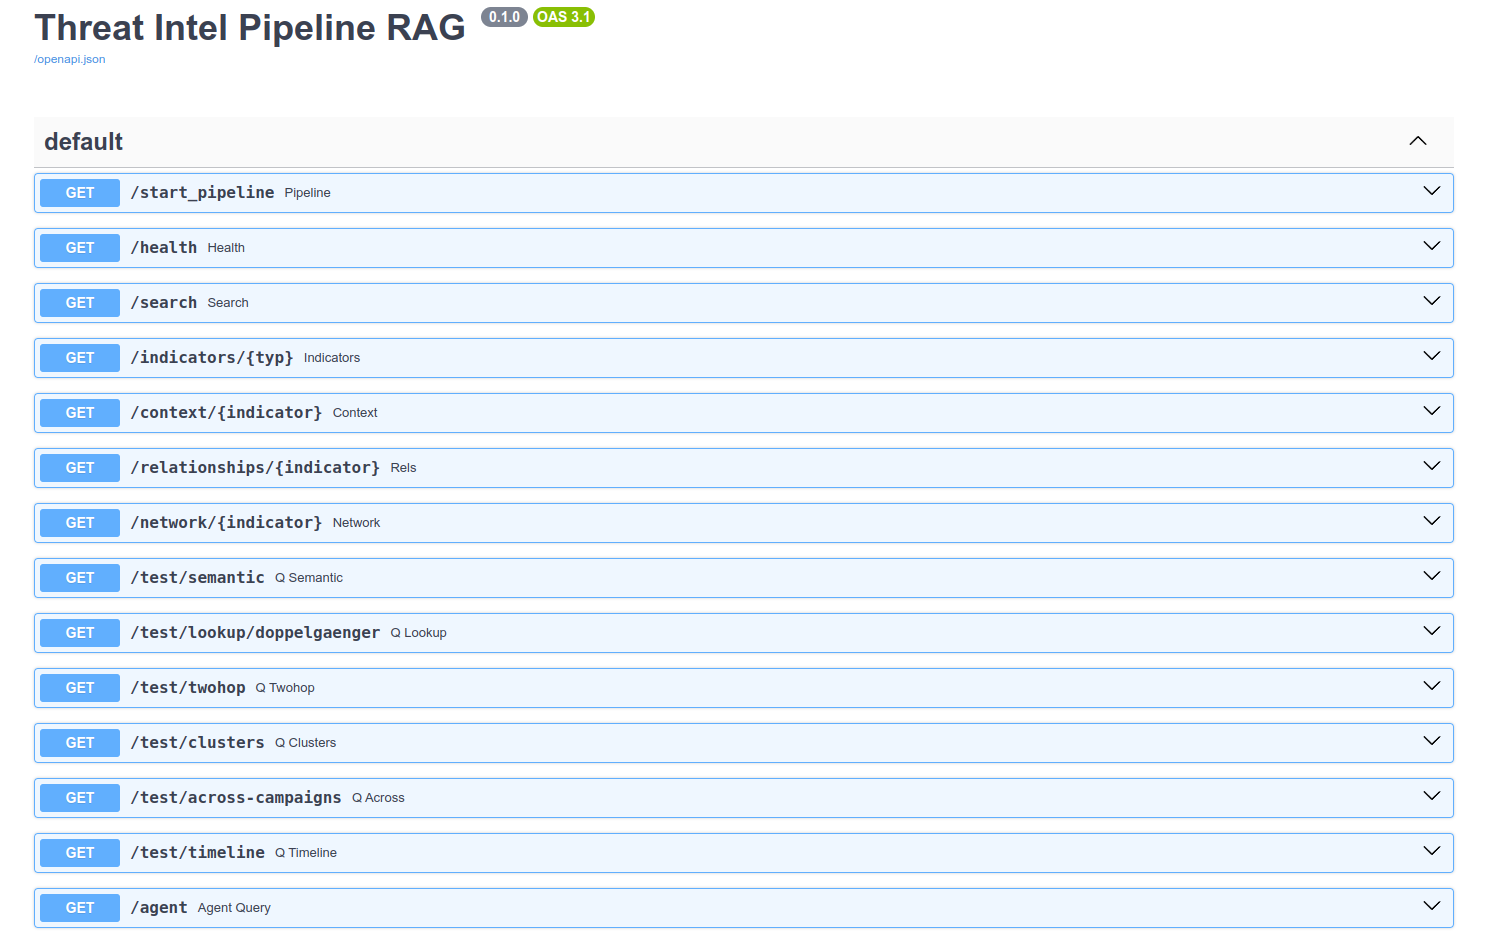 Threat Intel Pipeline RAG 0.1.0 OAS 3.1
/openapi.json
default
GET /start_pipeline Pipeline
GET /health Health
GET /search Search
GET /indicators/{typ} Indicators
GET /context/{indicator} Context
GET /relationships/{indicator} Rels
GET /network/{indicator} Network
GET /test/semantic Q Semantic
GET /test/lookup/doppelgaenger Q Lookup
GET /test/twohop Q Twohop
GET /test/clusters Q Clusters
GET /test/across-campaigns Q Across
GET /test/timeline Q Timeline
GET /agent Agent Query